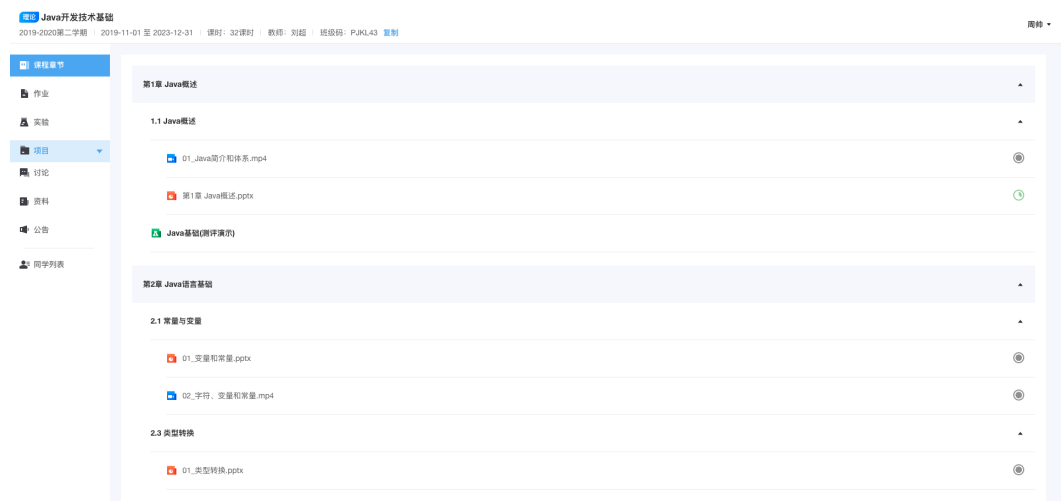 理论 Java开发技术基础
2019-2020第二学期 | 2019-11-01 至 2023-12-31 | 课时：32课时 | 教师：刘超 | 班级码：PJKL43 复制
周帅
课程章节
作业
实验
项目
讨论
资料
公告
同学列表
第1章 Java概述
1.1 Java概述
01_Java简介和体系.mp4
第1章 Java概述.pptx
Java基础(测评演示)
第2章 Java语言基础
2.1 常量与变量
01_变量和常量.pptx
02_字符、变量和常量.mp4
2.3 类型转换
01_类型转换.pptx